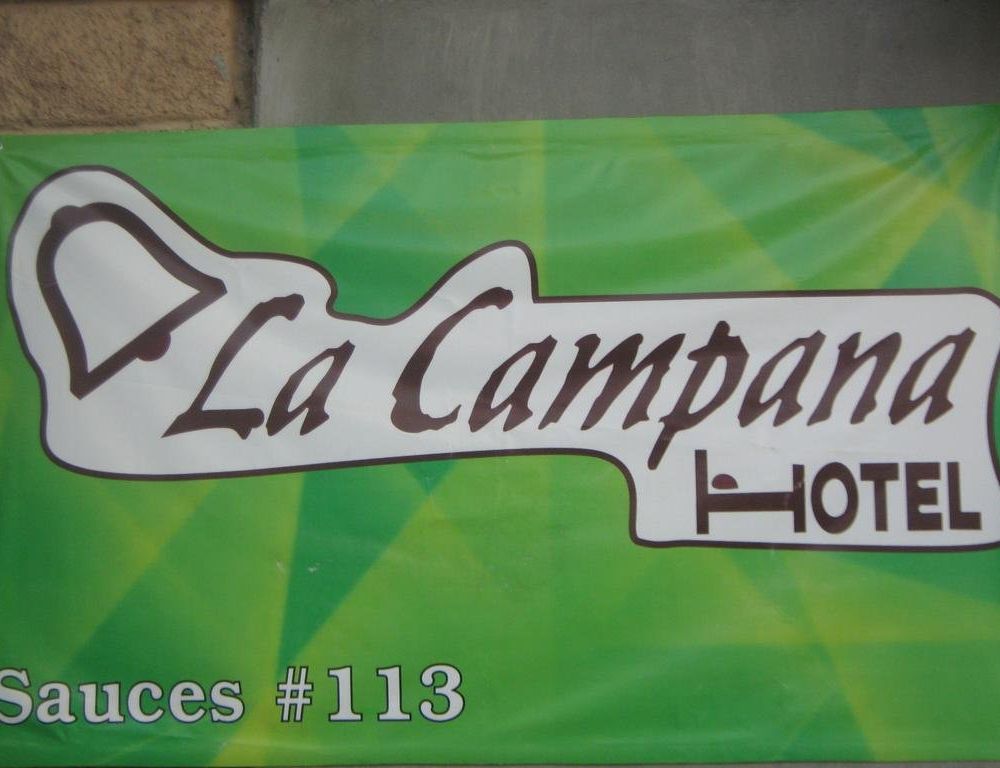 La Campana
HOTEL
Sauces #113